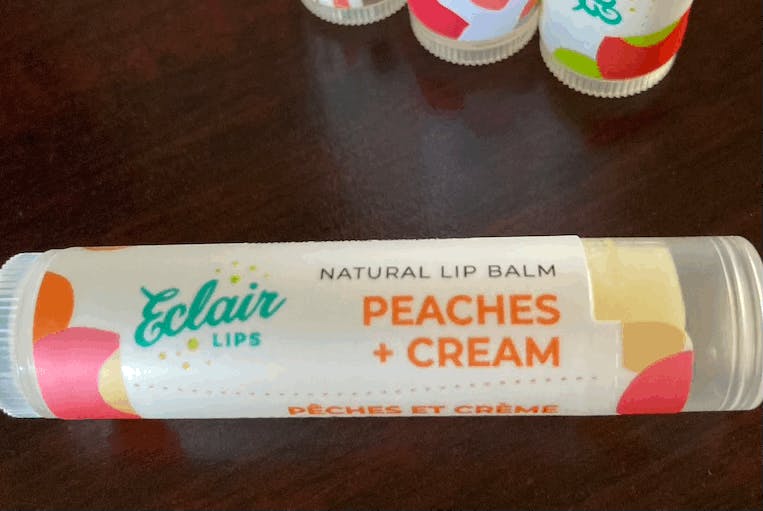 Eclair
LIPS
NATURAL LIP BALM
PEACHES
+ CREAM
PÊCHES ET CRÈME